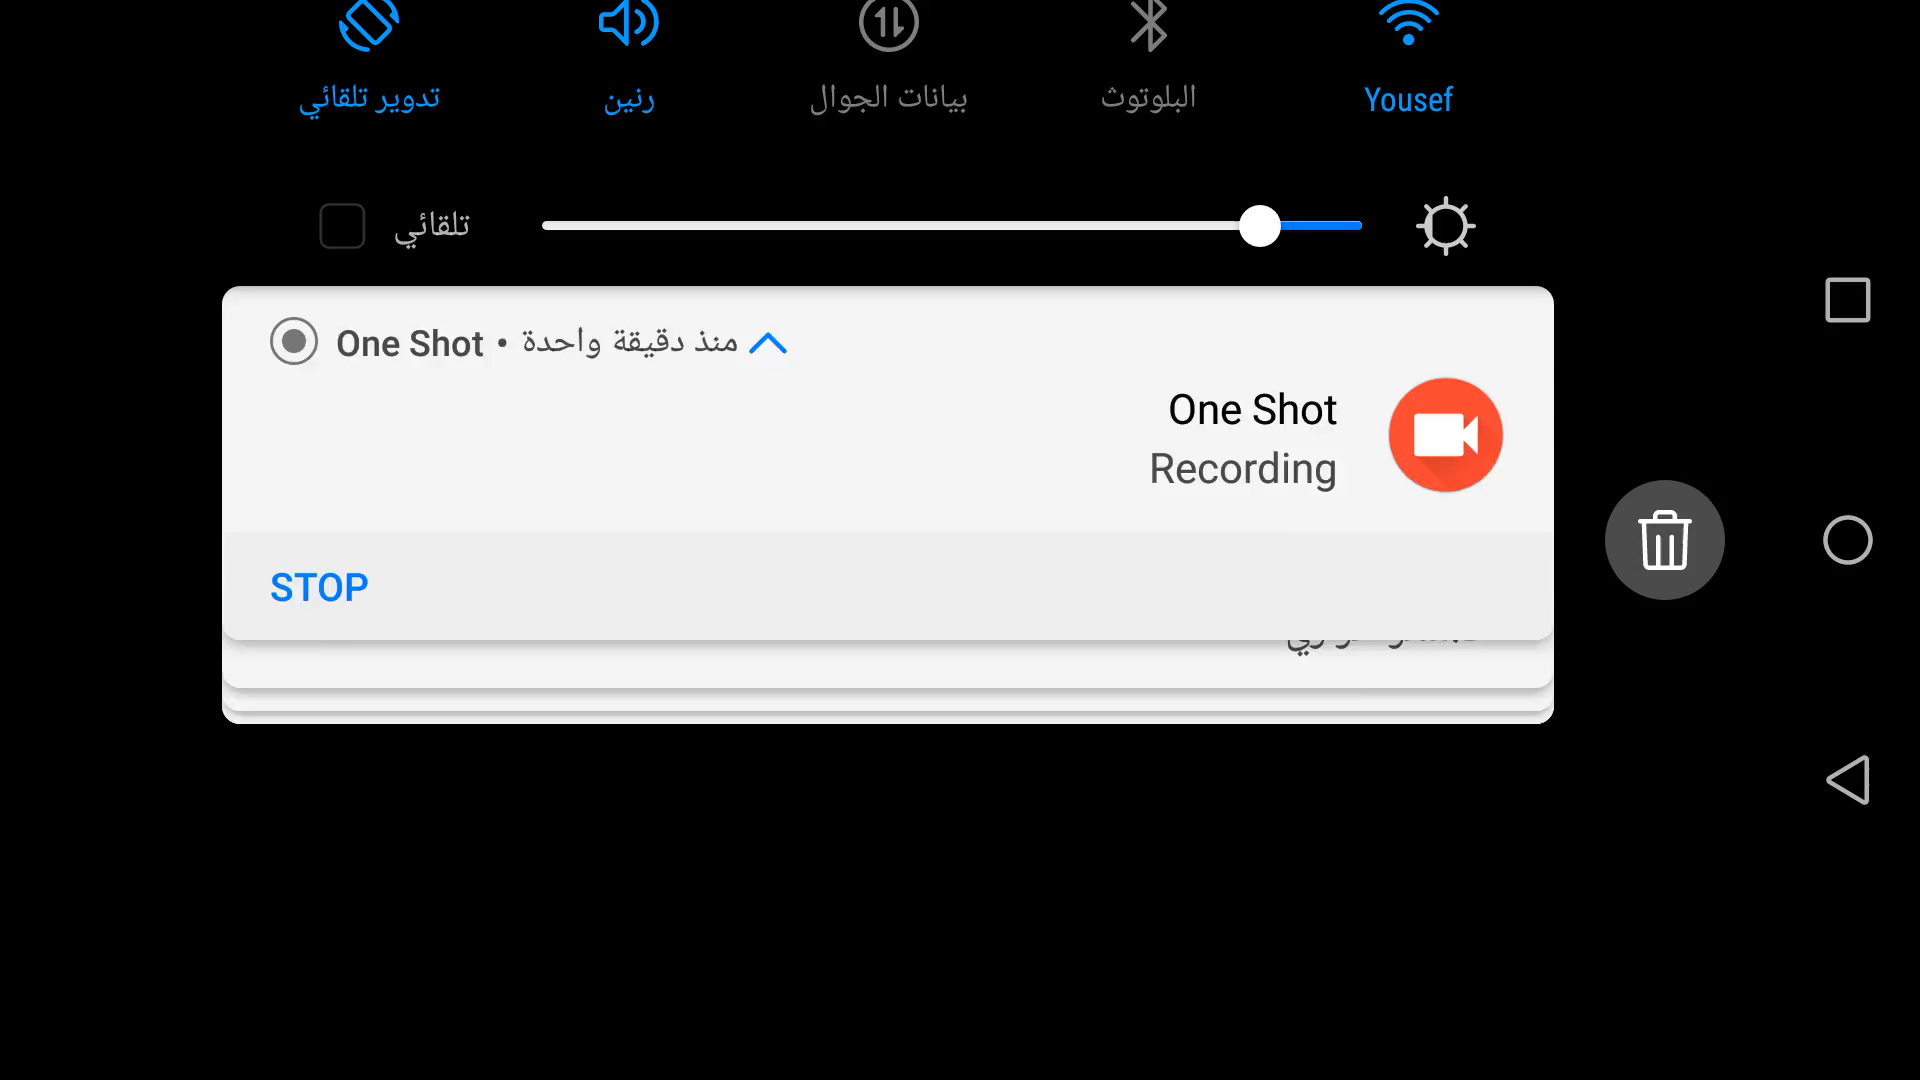 Yousef
البلوتوث
بيانات الجوال
رنين
تدوير تلقائي
تلقائي
One Shot • منذ دقيقة واحدة
One Shot
Recording
STOP